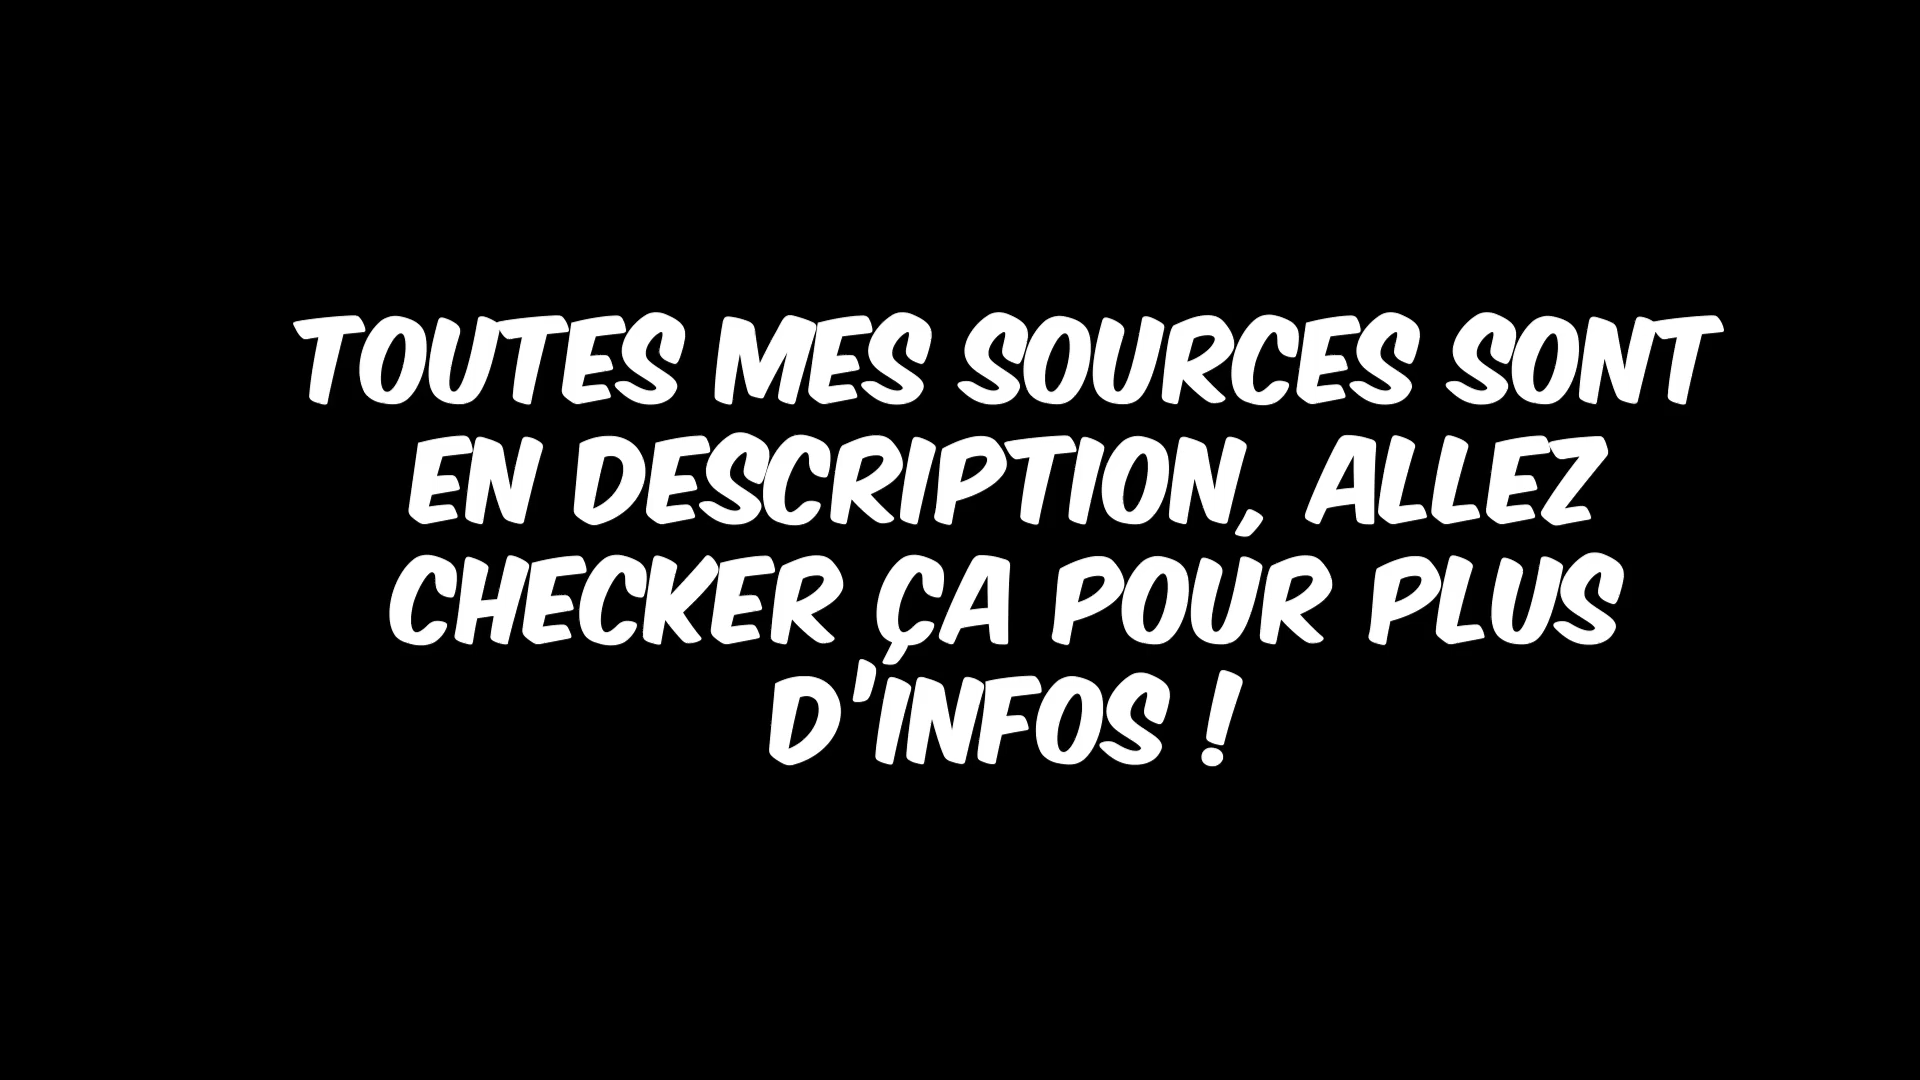 TOUTES MES SOURCES SONT
EN DESCRIPTION, ALLEZ
CHECKER ÇA POUR PLUS
D'INFOS !